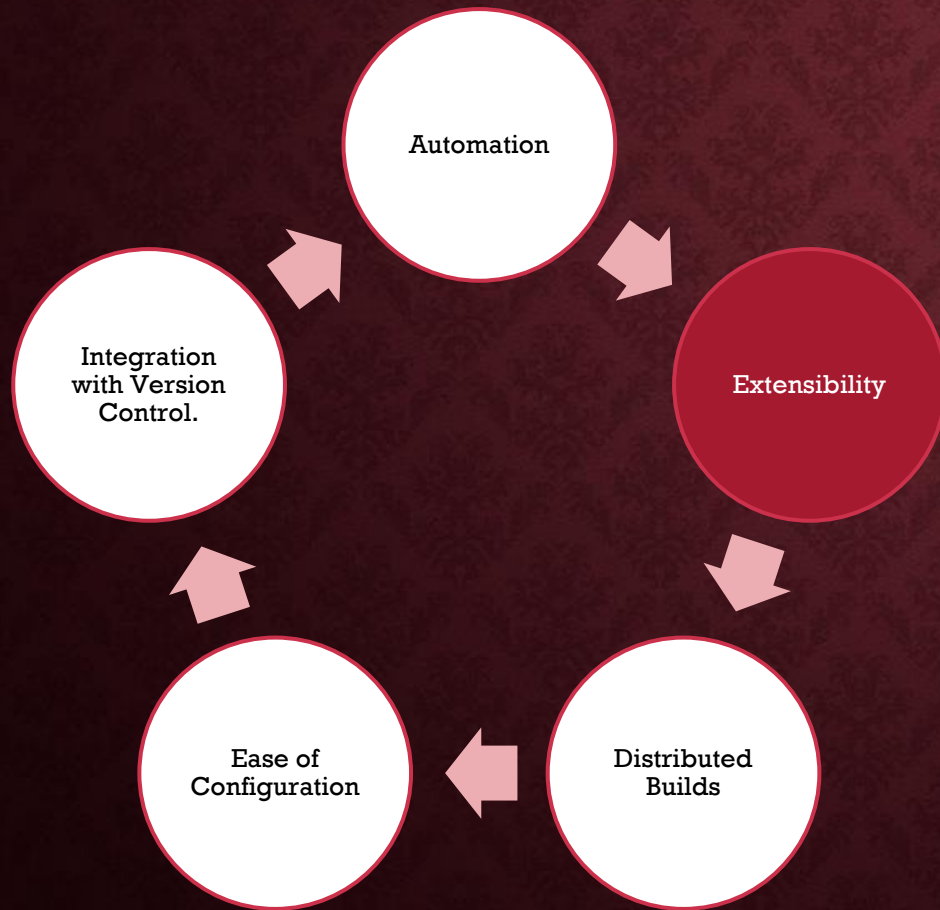 Automation
Extensibility
Distributed
Builds
Ease of
Configuration
Integration
with Version
Control.